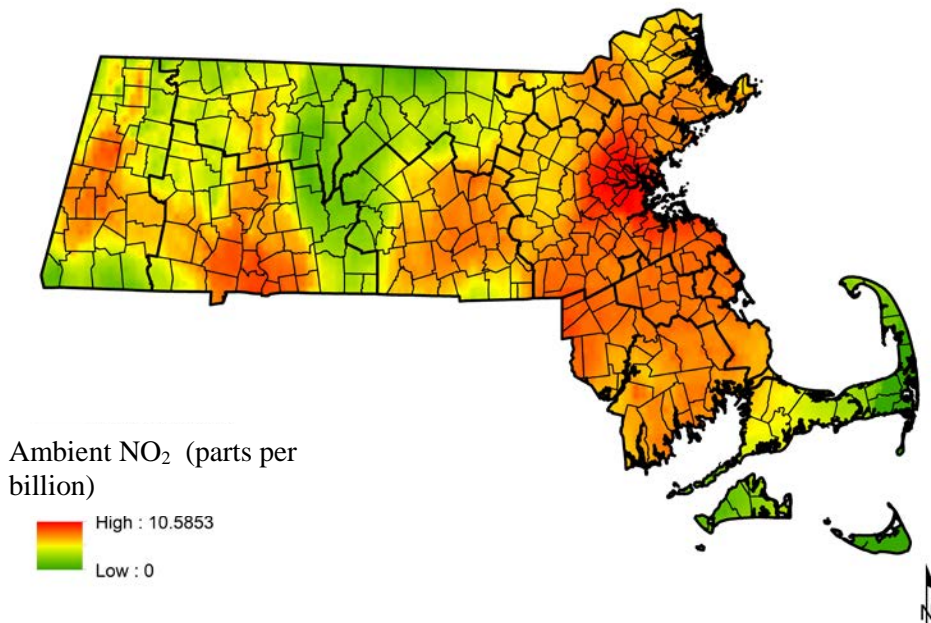 Ambient NO₂ (parts per
billion)
High : 10.5853
Low : 0
N